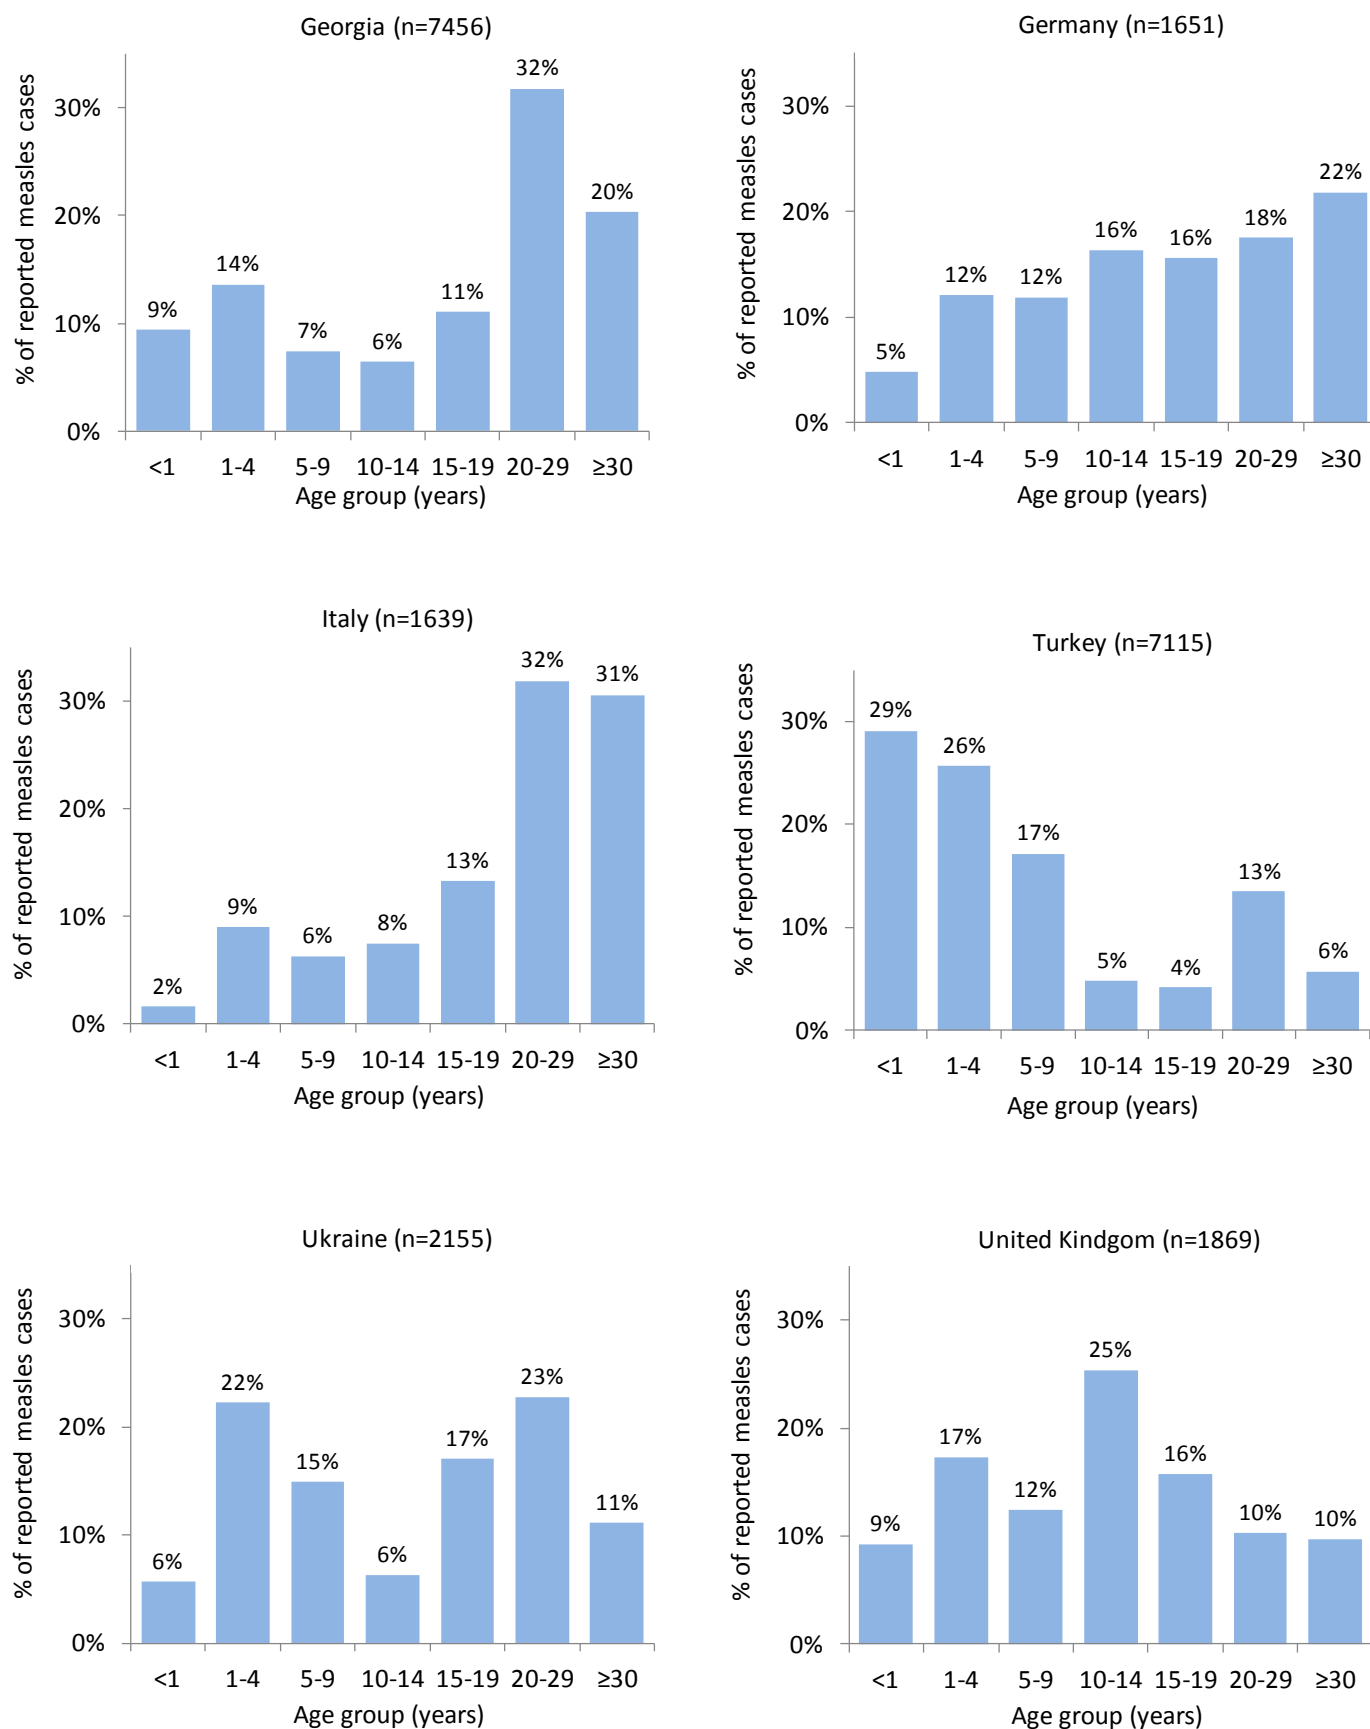 Georgia (n=7456)
% of reported measles cases
30%
20%
10%
0%
9%
14%
7%
6%
11%
32%
20%
<1 1-4 5-9 10-14 15-19 20-29 ≥30
Age group (years)
Germany (n=1651)
% of reported measles cases
30%
20%
10%
0%
5%
12%
12%
16%
16%
18%
22%
<1 1-4 5-9 10-14 15-19 20-29 ≥30
Age group (years)
Italy (n=1639)
% of reported measles cases
30%
20%
10%
0%
2%
9%
6%
8%
13%
32%
31%
<1 1-4 5-9 10-14 15-19 20-29 ≥30
Age group (years)
Turkey (n=7115)
% of reported measles cases
30%
20%
10%
0%
29%
26%
17%
5%
4%
13%
6%
<1 1-4 5-9 10-14 15-19 20-29 ≥30
Age group (years)
Ukraine (n=2155)
% of reported measles cases
30%
20%
10%
0%
6%
22%
15%
6%
17%
23%
11%
<1 1-4 5-9 10-14 15-19 20-29 ≥30
Age group (years)
United Kindgom (n=1869)
% of reported measles cases
30%
20%
10%
0%
9%
17%
12%
25%
16%
10%
10%
<1 1-4 5-9 10-14 15-19 20-29 ≥30
Age group (years)